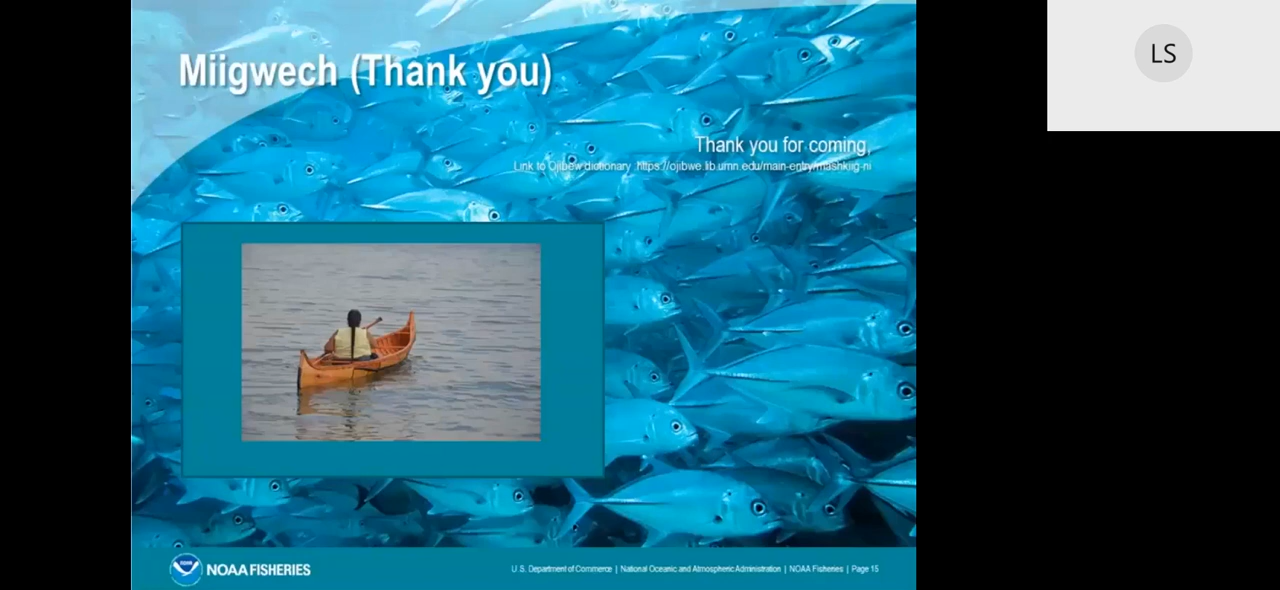 Miigwech (Thank you)
LS
Thank you for coming,
Link to Ojibew dictionary https://ojibwe.lib.umn.edu/main-entry/mashkiig-ni
NOAA FISHERIES
U.S. Department of Commerce | National Oceanic and Atmospheric Administration | NOAA Fisheries | Page 15